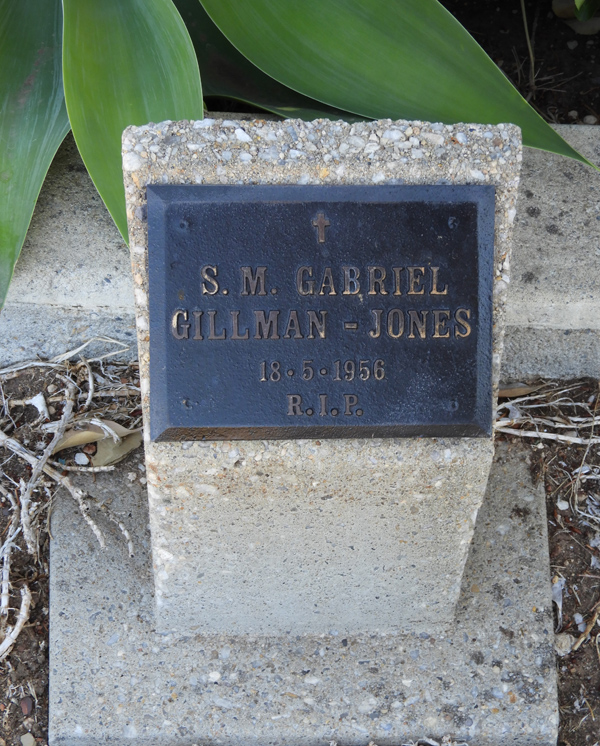 S. M. GABRIEL
GILLMAN - JONES
18·5·1956
R.I.P.